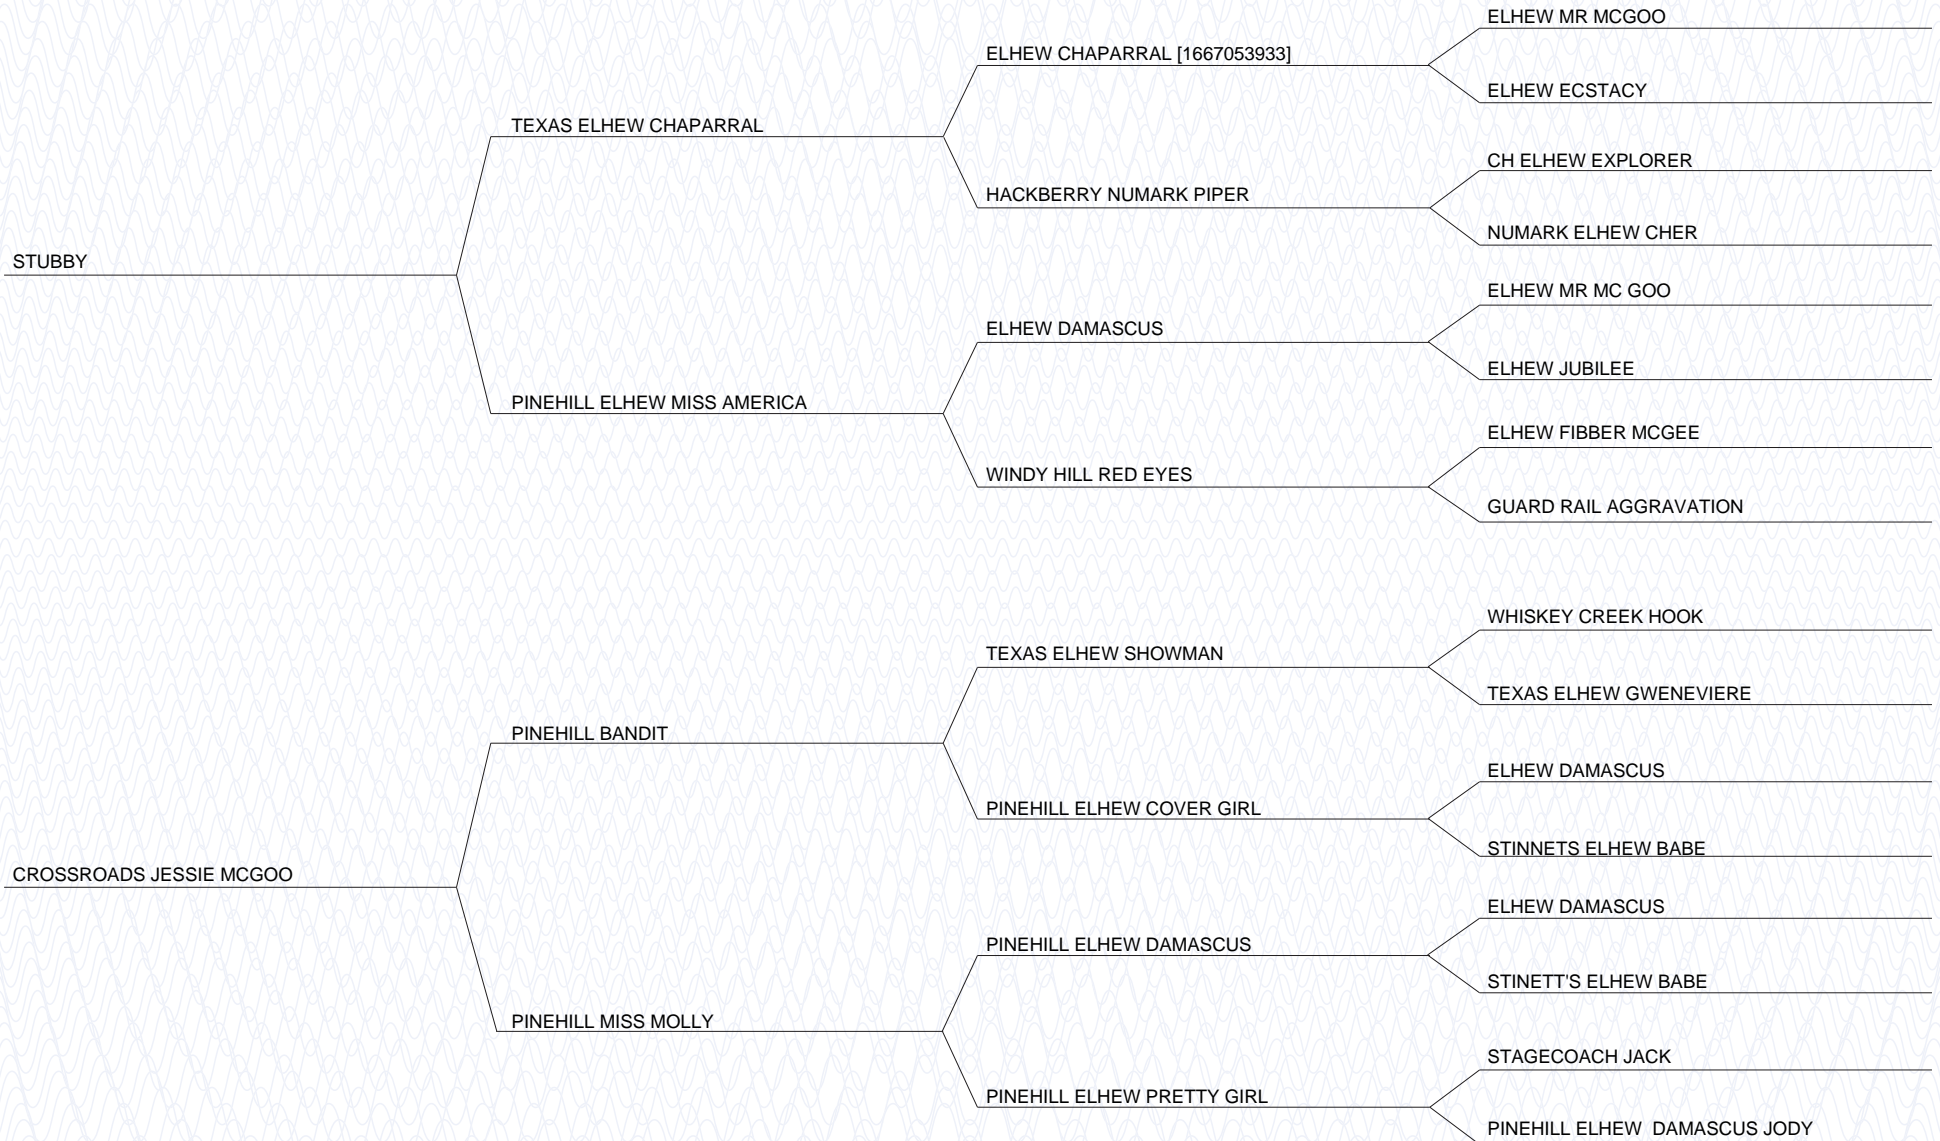 ELHEW MR MCGOO
ELHEW CHAPARRAL [1667053933]
ELHEW ECSTACY
TEXAS ELHEW CHAPARRAL
CH ELHEW EXPLORER
HACKBERRY NUMARK PIPER
NUMARK ELHEW CHER
STUBBY
ELHEW MR MC GOO
ELHEW DAMASCUS
ELHEW JUBILEE
PINEHILL ELHEW MISS AMERICA
ELHEW FIBBER MCGEE
WINDY HILL RED EYES
GUARD RAIL AGGRAVATION
WHISKEY CREEK HOOK
TEXAS ELHEW SHOWMAN
TEXAS ELHEW GWENEVIERE
PINEHILL BANDIT
ELHEW DAMASCUS
PINEHILL ELHEW COVER GIRL
STINNETS ELHEW BABE
CROSSROADS JESSIE MCGOO
ELHEW DAMASCUS
PINEHILL ELHEW DAMASCUS
STINETT'S ELHEW BABE
PINEHILL MISS MOLLY
STAGECOACH JACK
PINEHILL ELHEW PRETTY GIRL
PINEHILL ELHEW  DAMASCUS JODY